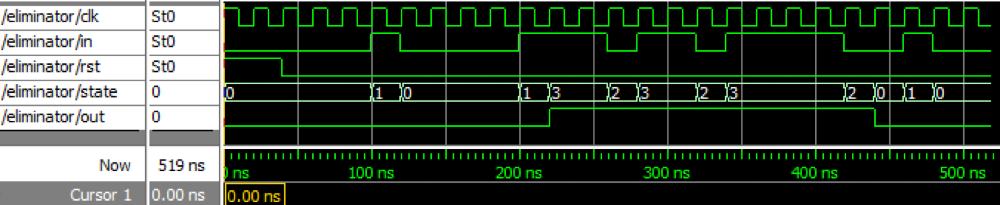 /eliminator/clk St0
/eliminator/in St0
/eliminator/rst St0
/eliminator/state 0 0 1 0 1 3 2 3 2 3 2 0 1 0
/eliminator/out 0
Now 519 ns 0 ns 100 ns 200 ns 300 ns 400 ns 500 ns
Cursor 1 0.00 ns 0.00 ns